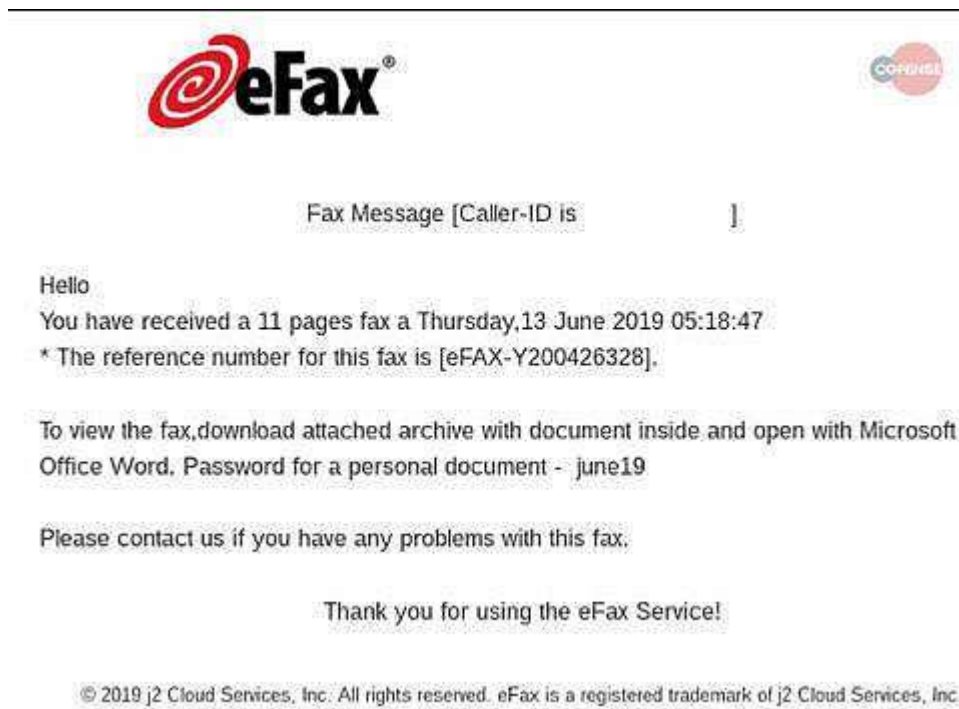 eFax®
COFENSE
Fax Message [Caller-ID is ]
Hello
You have received a 11 pages fax a Thursday,13 June 2019 05:18:47
* The reference number for this fax is [eFAX-Y200426328].
To view the fax,download attached archive with document inside and open with Microsoft
Office Word. Password for a personal document - june19
Please contact us if you have any problems with this fax.
Thank you for using the eFax Service!
© 2019 j2 Cloud Services, Inc. All rights reserved. eFax is a registered trademark of j2 Cloud Services, Inc